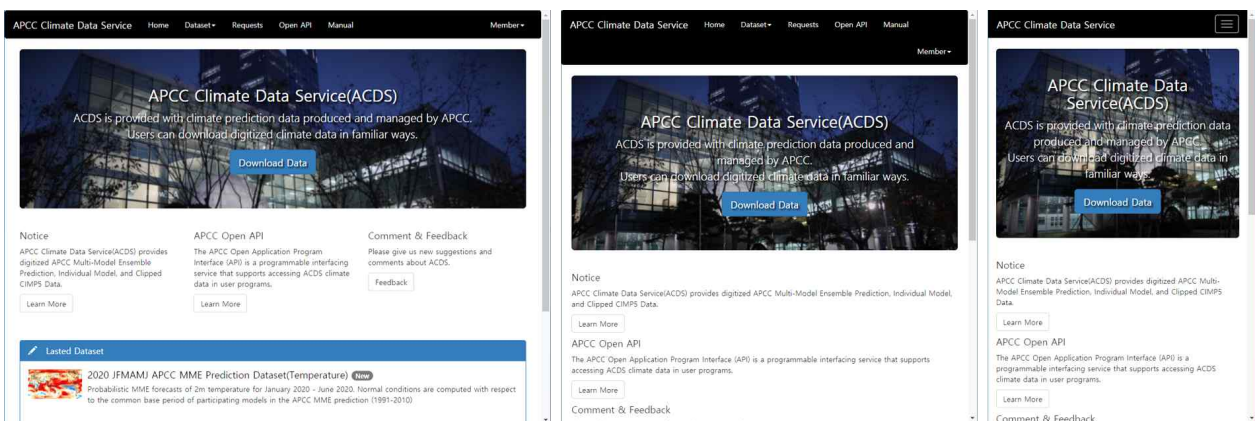 APCC Climate Data Service Home Dataset Requests Open API Manual Member
APCC Climate Data Service(ACDS)
ACDS is provided with climate prediction data produced and managed by APCC.
Users can download digitized climate data in familiar ways.
Download Data
Notice
APCC Climate Data Service(ACDS) provides
digitized APCC Multi-Model Ensemble
Prediction, Individual Model, and Clipped
CIMP5 Data.
Learn More
APCC Open API
The APCC Open Application Program
Interface (API) is a programmable interfacing
service that supports accessing ACDS climate
data in user programs.
Learn More
Comment & Feedback
Please give us new suggestions and
comments about ACDS.
Feedback
Lasted Dataset
2020 JFMAMJ APCC MME Prediction Dataset(Temperature) New
Probabilistic MME forecasts of 2m temperature for January 2020 - June 2020. Normal conditions are computed with respect
to the common base period of participating models in the APCC MME prediction (1991-2010)
APCC Climate Data Service Home Dataset Requests Open API Manual
Member
APCC Climate Data Service(ACDS)
ACDS is provided with climate prediction data produced and
managed by APCC.
Users can download digitized climate data in familiar ways.
Download Data
Notice
APCC Climate Data Service(ACDS) provides digitized APCC Multi-Model Ensemble Prediction, Individual Model,
and Clipped CIMP5 Data.
Learn More
APCC Open API
The APCC Open Application Program Interface (API) is a programmable interfacing service that supports
accessing ACDS climate data in user programs.
Learn More
Comment & Feedback
APCC Climate Data Service
APCC Climate Data
Service(ACDS)
ACDS is provided with climate prediction data
produced and managed by APCC.
Users can download digitized climate data in
familiar ways.
Download Data
Notice
APCC Climate Data Service(ACDS) provides digitized APCC Multi-
Model Ensemble Prediction, Individual Model, and Clipped CIMP5
Data.
Learn More
APCC Open API
The APCC Open Application Program Interface (API) is a
programmable interfacing service that supports accessing ACDS
climate data in user programs.
Learn More
Comment & Feedback